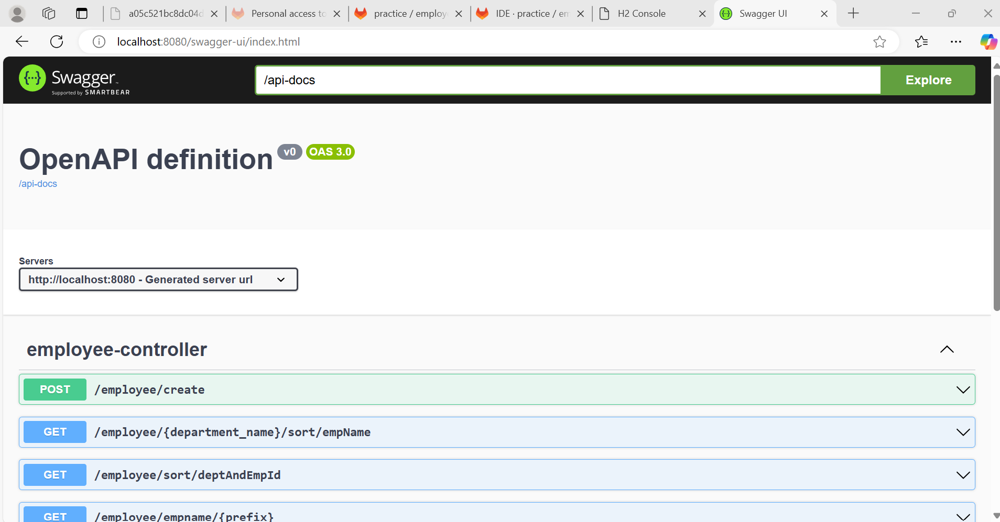 a05c521bc8dc04d
Personal access to
practice / employe
IDE · practice / em
H2 Console
Swagger UI
localhost:8080/swagger-ui/index.html
{···} Swagger™
Supported by SMARTBEAR
/api-docs
Explore
OpenAPI definition v0 OAS 3.0
/api-docs
Servers
http://localhost:8080 - Generated server url
employee-controller
POST /employee/create
GET /employee/{department_name}/sort/empName
GET /employee/sort/deptAndEmpId
GET /employee/empname/{prefix}